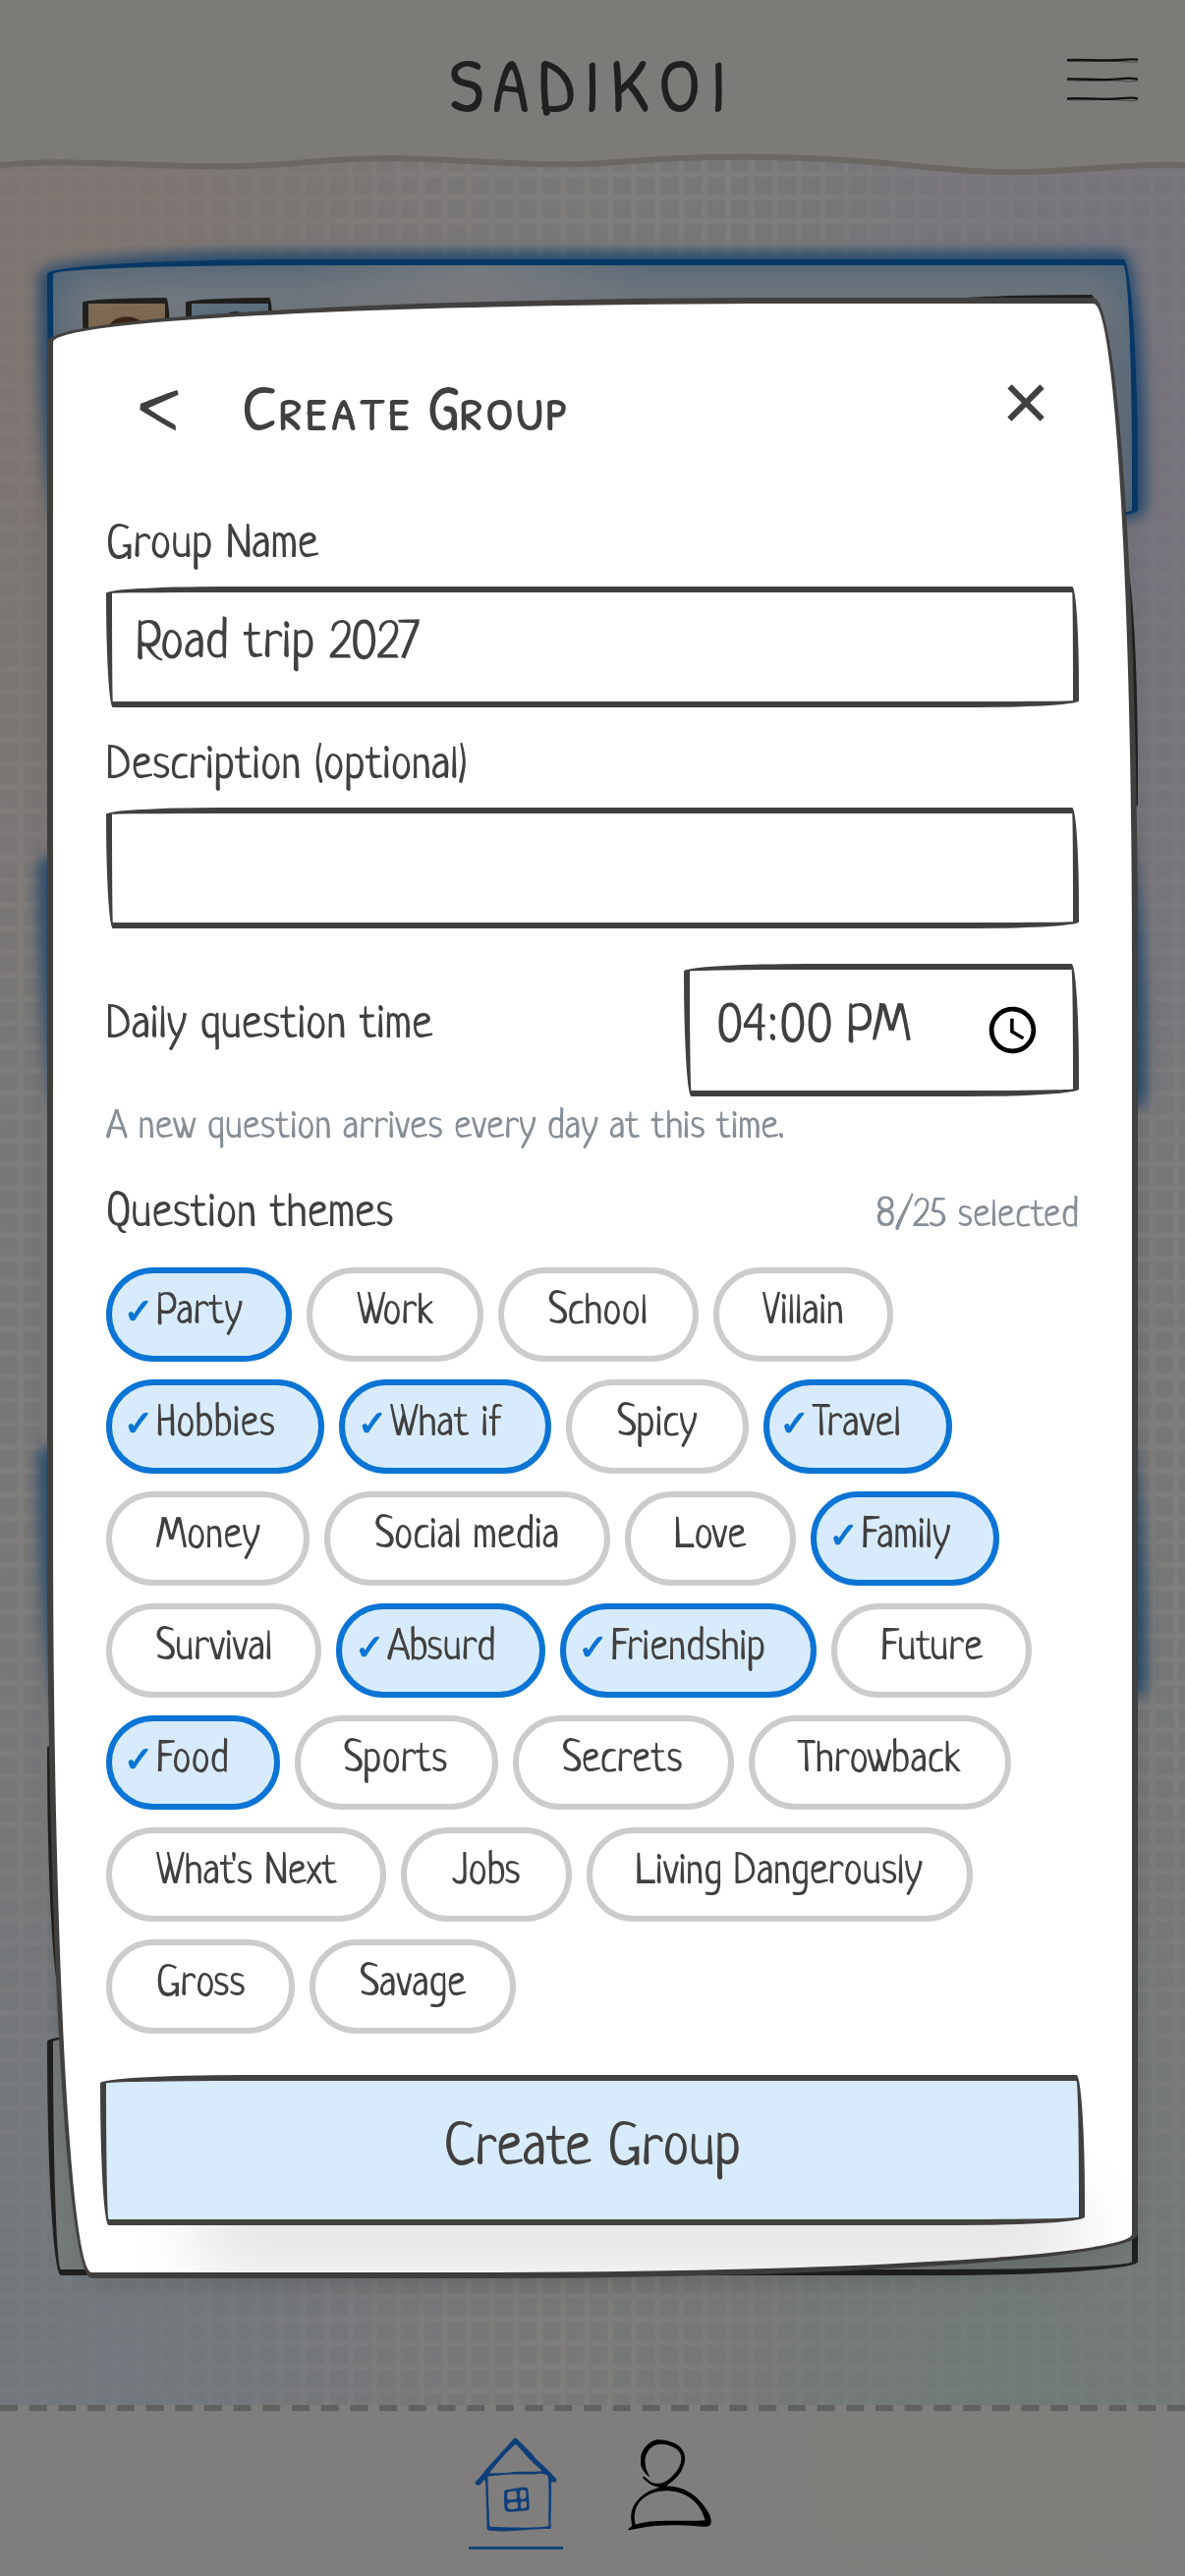 SADIKOI
< Create Group ✕
Group Name
Road trip 2027
Description (optional)
Daily question time 04:00 PM
A new question arrives every day at this time.
Question themes 8/25 selected
✓Party Work School Villain
✓Hobbies ✓What if Spicy ✓Travel
Money Social media Love ✓Family
Survival ✓Absurd ✓Friendship Future
✓Food Sports Secrets Throwback
What's Next Jobs Living Dangerously
Gross Savage
Create Group